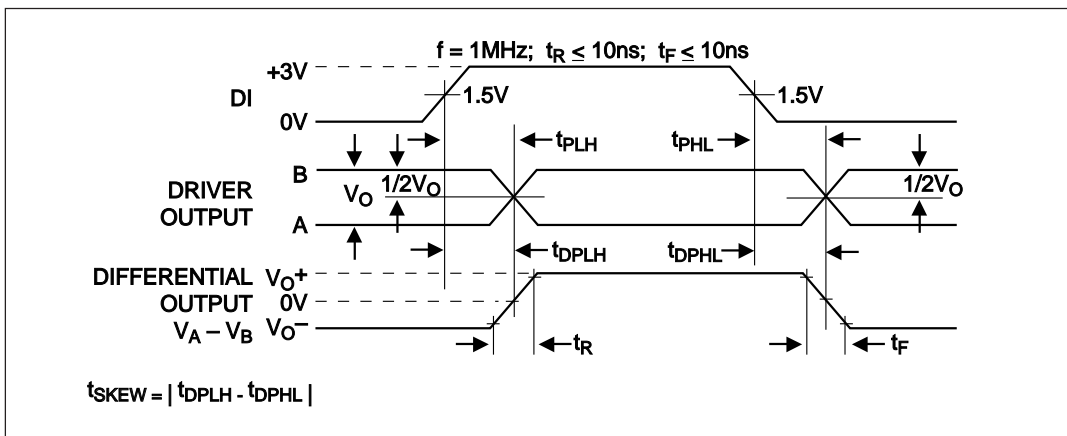 f = 1MHz; tR ≤ 10ns; tF ≤ 10ns
+3V
DI
1.5V
1.5V
0V
tPLH
tPHL
B
DRIVER
OUTPUT
VO
1/2VO
1/2VO
A
tDPLH
tDPHL
DIFFERENTIAL
OUTPUT
VA – VB
VO+
0V
VO–
tR
tF
tSKEW = | tDPLH - tDPHL |